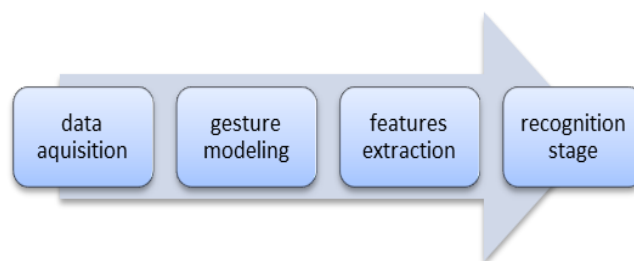 data
aquisition
gesture
modeling
features
extraction
recognition
stage